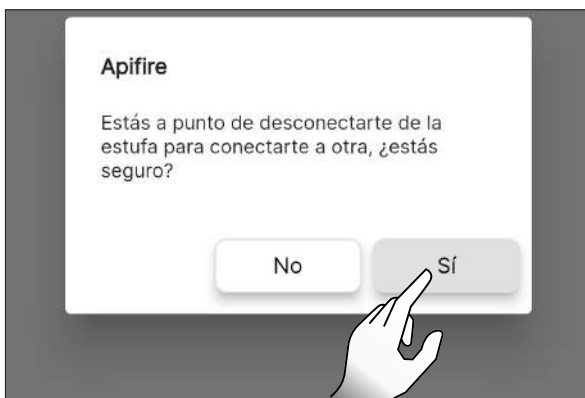 Apifire
Estás a punto de desconectarte de la
estufa para conectarte a otra, ¿estás
seguro?
No
Sí